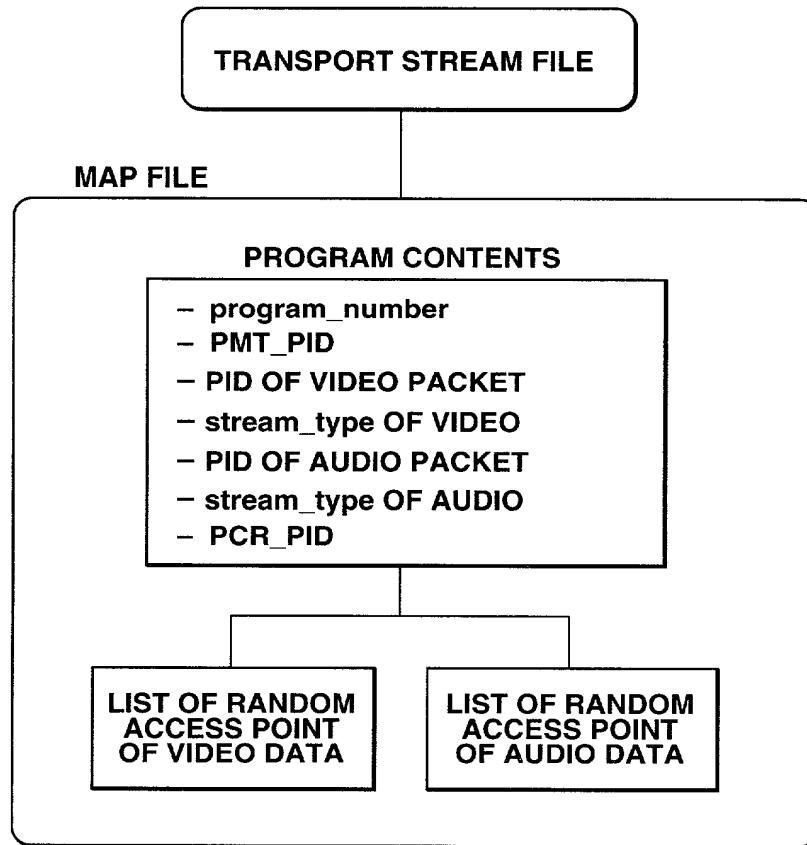 TRANSPORT STREAM FILE
MAP FILE
PROGRAM CONTENTS
– program_number
– PMT_PID
– PID OF VIDEO PACKET
– stream_type OF VIDEO
– PID OF AUDIO PACKET
– stream_type OF AUDIO
– PCR_PID
LIST OF RANDOM
ACCESS POINT
OF VIDEO DATA
LIST OF RANDOM
ACCESS POINT
OF AUDIO DATA